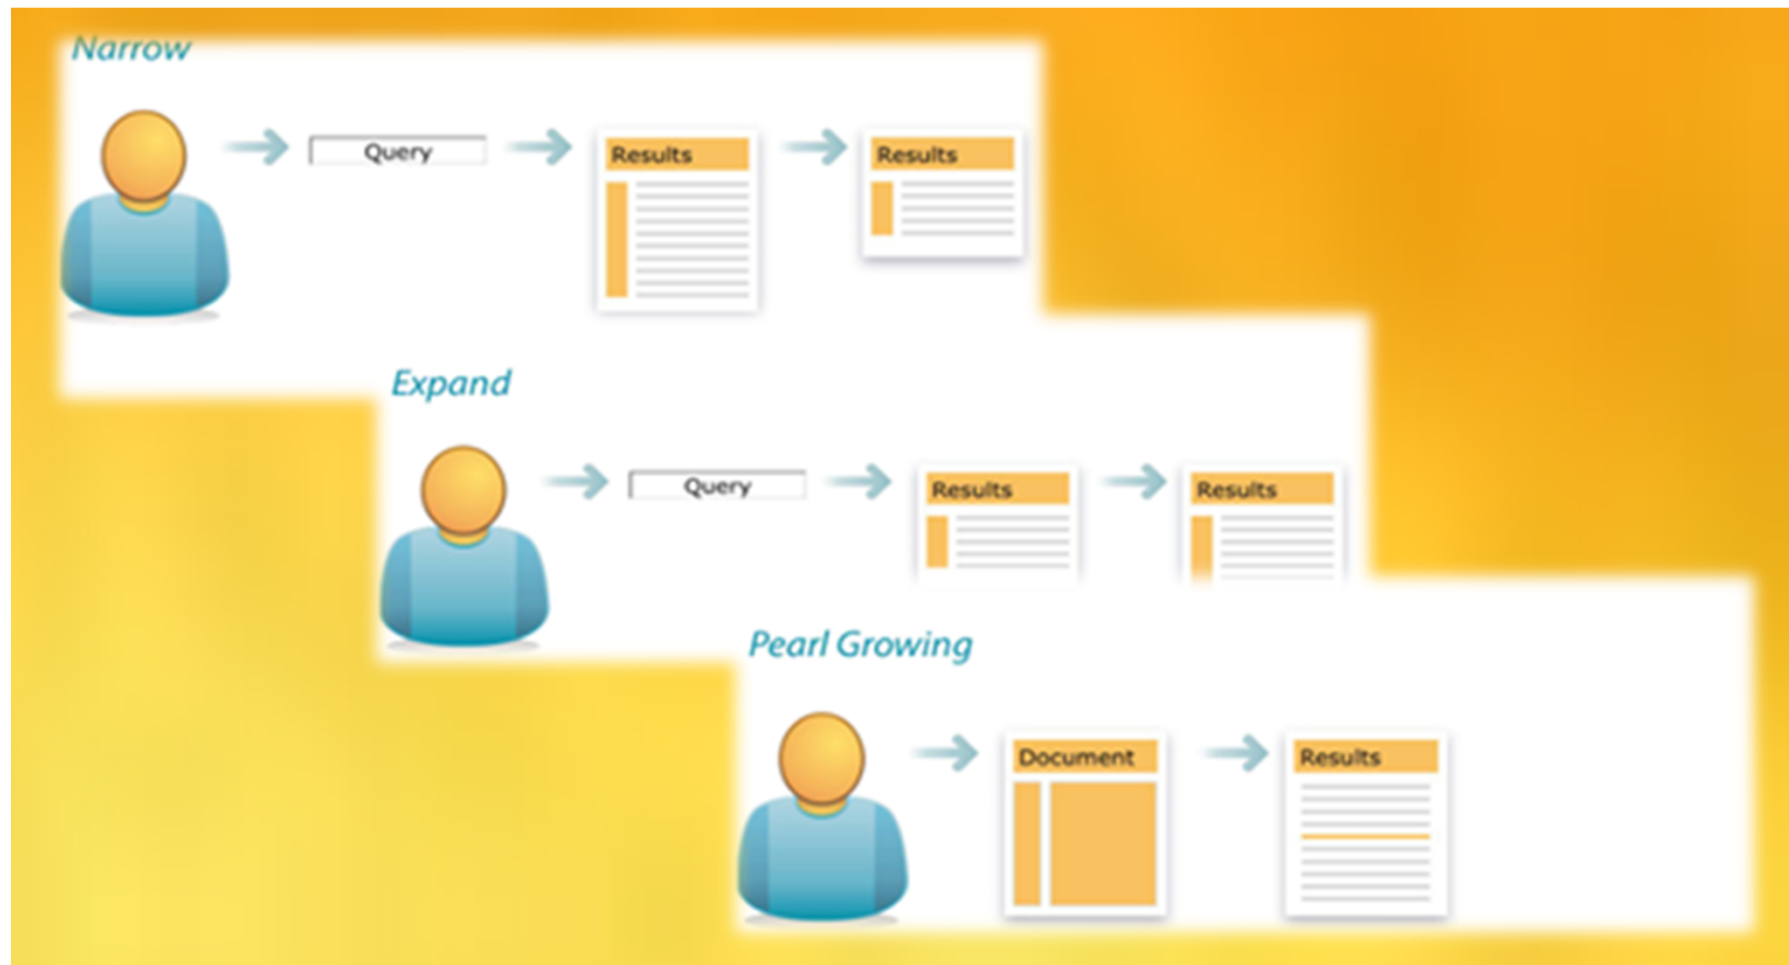 Narrow
Query
Results
Results
Expand
Query
Results
Results
Pearl Growing
Document
Results